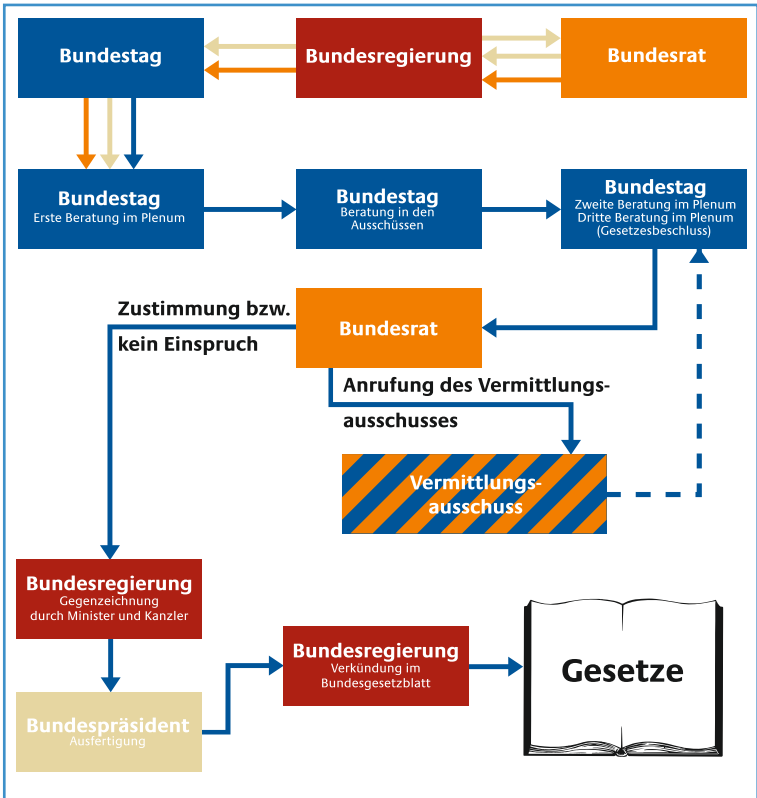 Bundestag
Bundesregierung
Bundesrat
Bundestag
Erste Beratung im Plenum
Bundestag
Beratung in den
Ausschüssen
Bundestag
Zweite Beratung im Plenum
Dritte Beratung im Plenum
(Gesetzesbeschluss)
Zustimmung bzw.
kein Einspruch
Bundesrat
Anrufung des Vermittlungs-
ausschusses
Vermittlungs-
ausschuss
Bundesregierung
Gegenzeichnung
durch Minister und Kanzler
Bundespräsident
Ausfertigung
Bundesregierung
Verkündung im
Bundesgesetzblatt
Gesetze